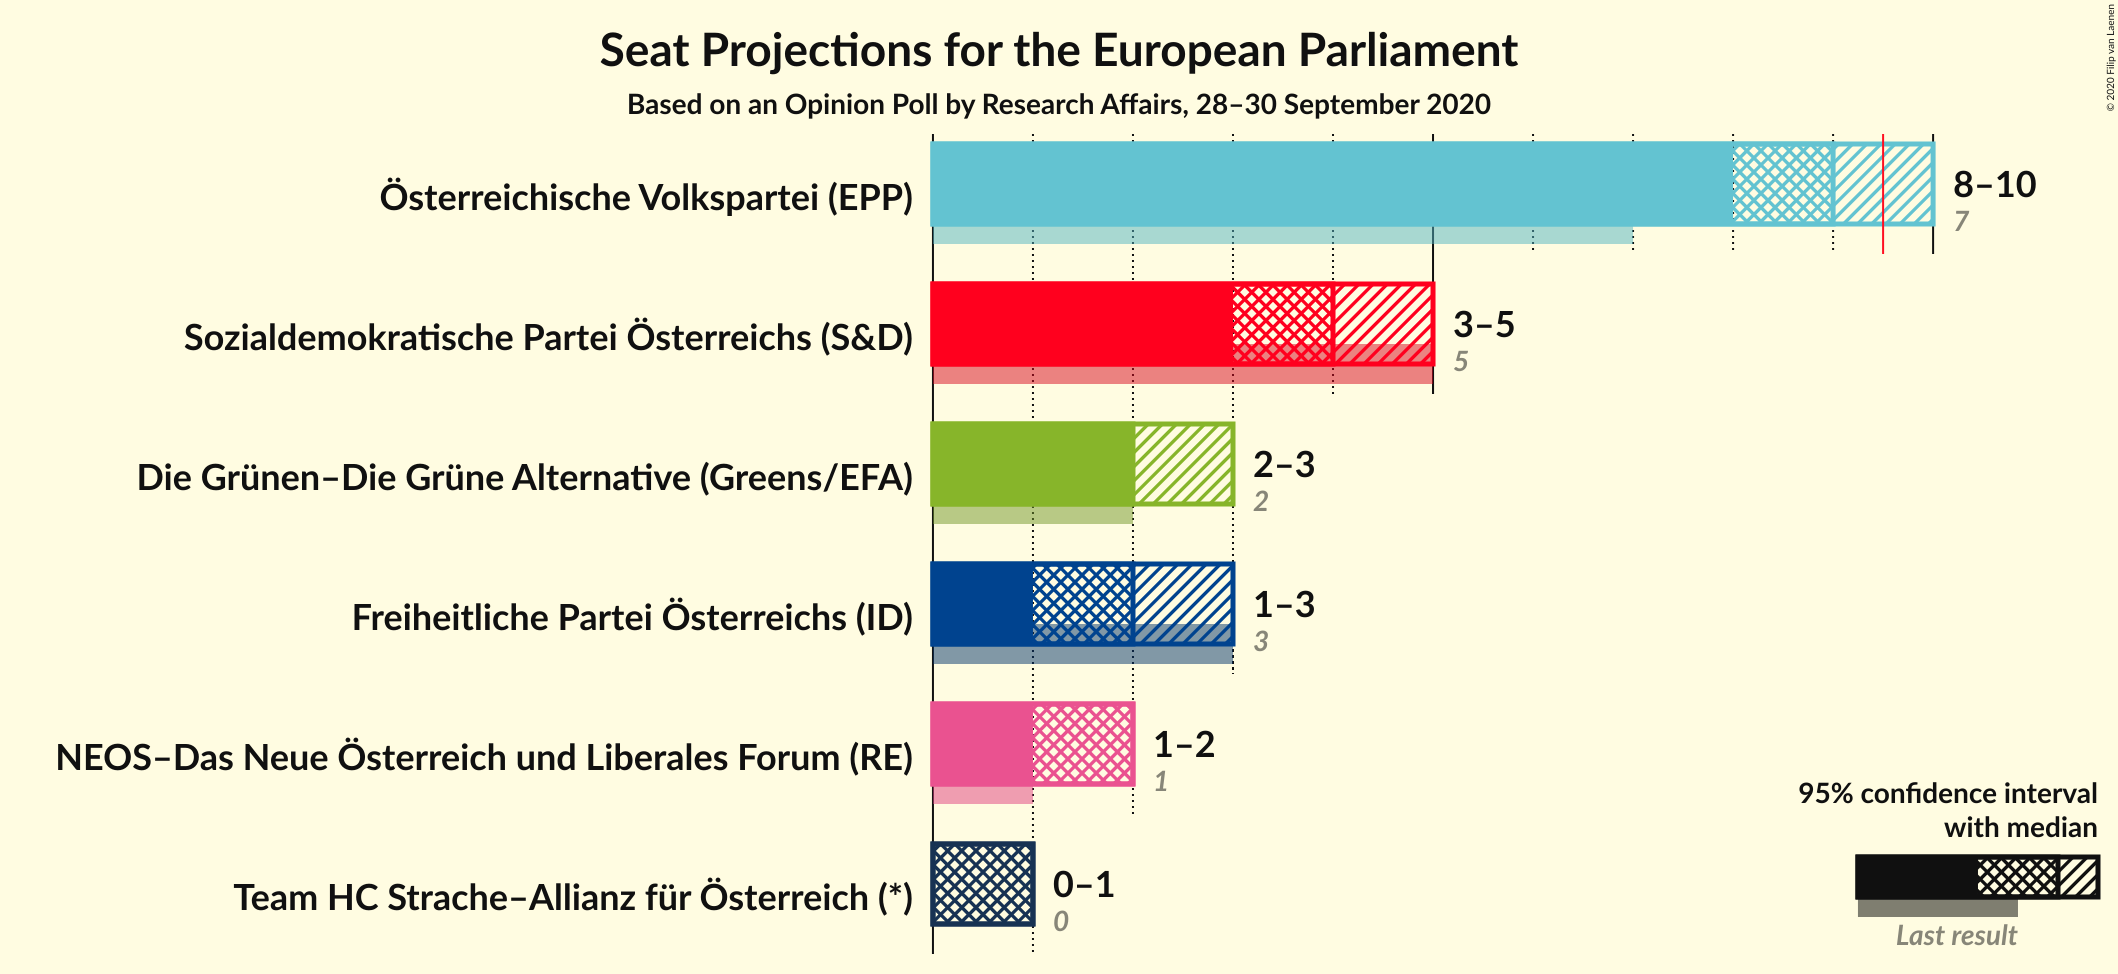 Seat Projections for the European Parliament
Based on an Opinion Poll by Research Affairs, 28–30 September 2020
© 2020 Filip van Laenen
Österreichische Volkspartei (EPP)
8–10
7
Sozialdemokratische Partei Österreichs (S&D)
3–5
5
Die Grünen–Die Grüne Alternative (Greens/EFA)
2–3
2
Freiheitliche Partei Österreichs (ID)
1–3
3
NEOS–Das Neue Österreich und Liberales Forum (RE)
1–2
1
Team HC Strache–Allianz für Österreich (*)
0–1
0
95% confidence interval
with median
Last result